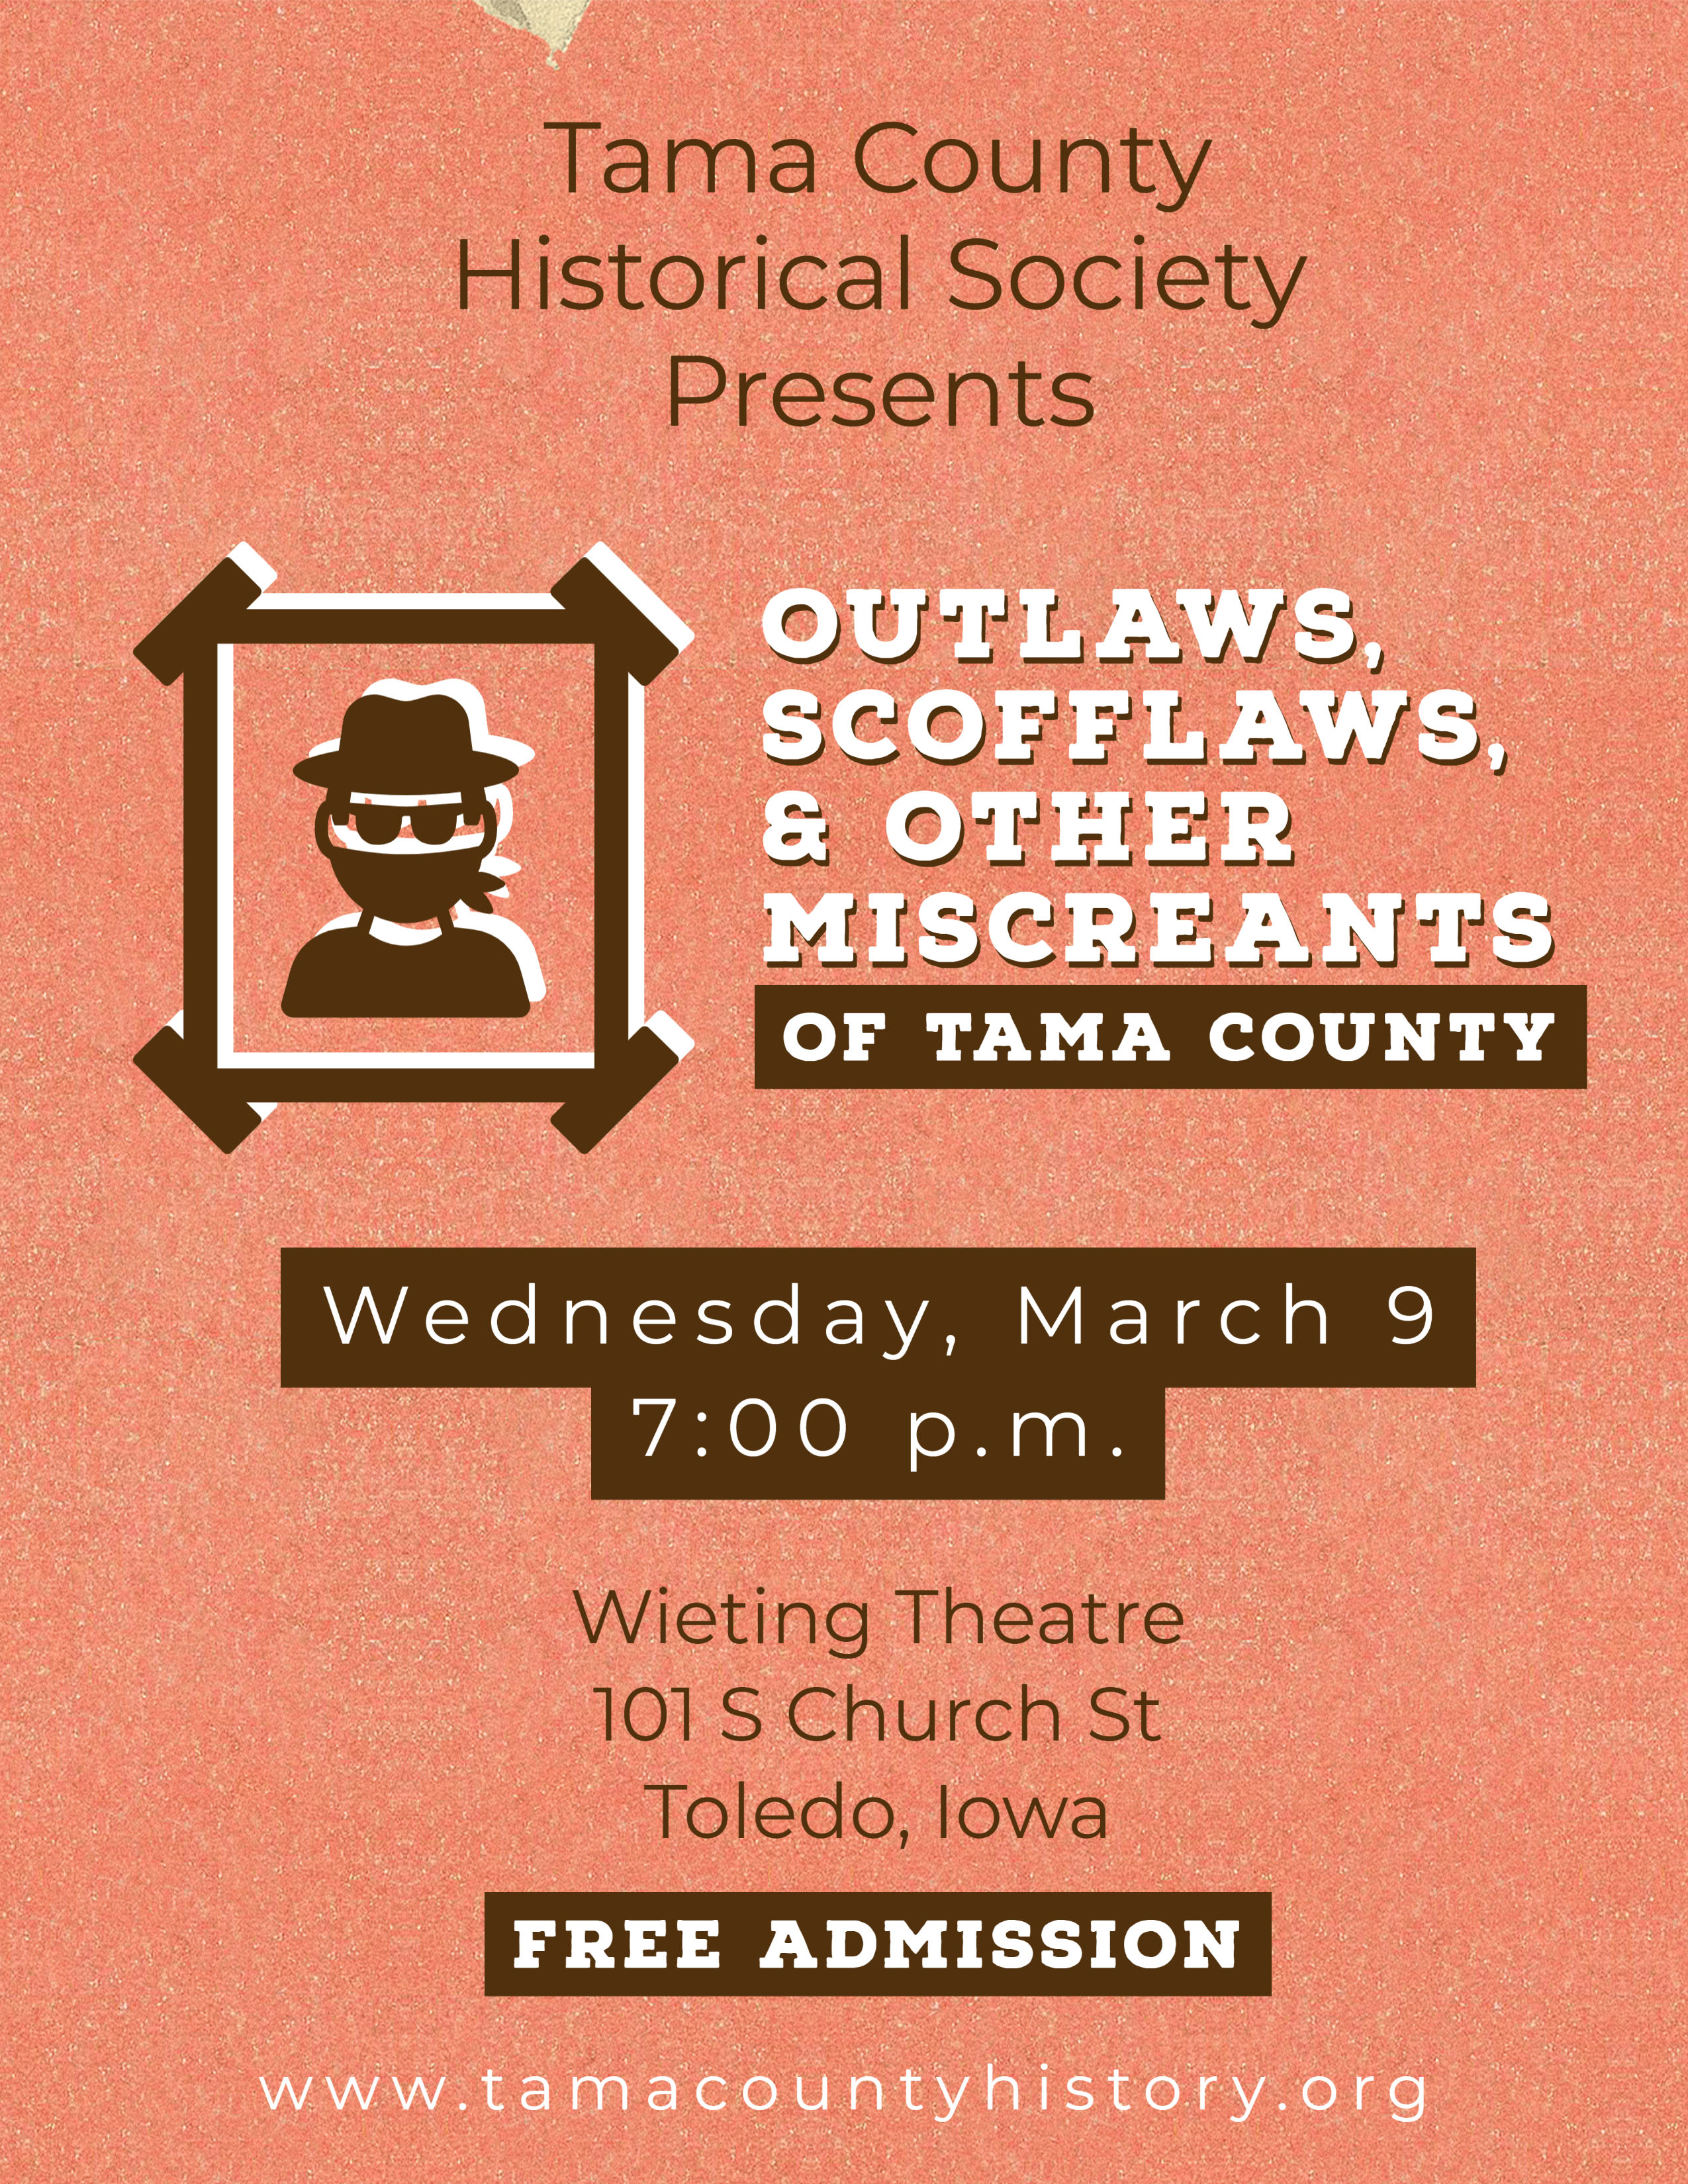 Tama County
Historical Society
Presents
OUTLAWS,
SCOFFLAWS,
& OTHER
MISCREANTS
OF TAMA COUNTY
Wednesday, March 9
7:00 p.m.
Wieting Theatre
101 S Church St
Toledo, Iowa
FREE ADMISSION
www.tamacountyhistory.org